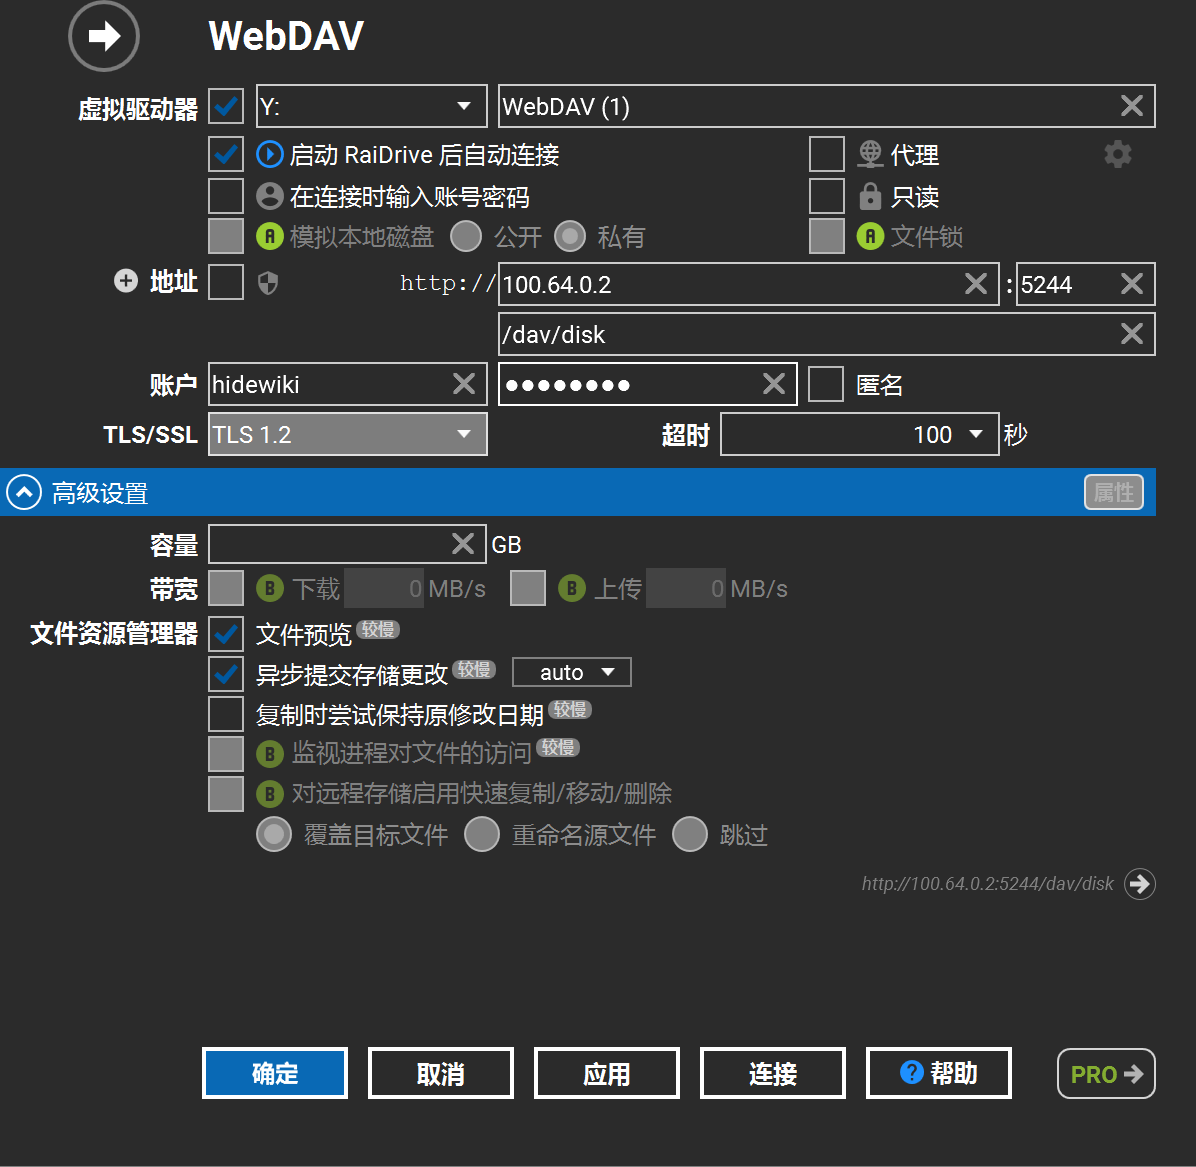 WebDAV
虚拟驱动器 Y: WebDAV (1)
启动 RaiDrive 后自动连接 代理
在连接时输入账号密码 只读
A 模拟本地磁盘 公开 私有 A 文件锁
地址 http:// 100.64.0.2 : 5244
/dav/disk
账户 hidewiki ●●●●●●●● 匿名
TLS/SSL TLS 1.2 超时 100 秒
高级设置 属性
容量 GB
带宽 B 下载 0 MB/s B 上传 0 MB/s
文件资源管理器 文件预览 较慢
异步提交存储更改 较慢 auto
复制时尝试保持原修改日期 较慢
B 监视进程对文件的访问 较慢
B 对远程存储启用快速复制/移动/删除
覆盖目标文件 重命名源文件 跳过
http://100.64.0.2:5244/dav/disk
确定 取消 应用 连接 ? 帮助 PRO